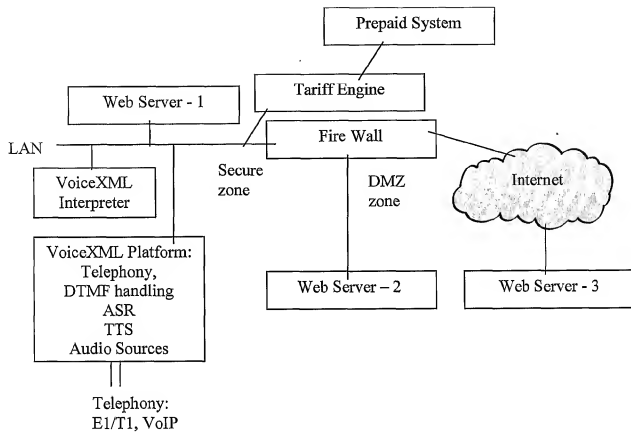 Prepaid System
Tariff Engine
Web Server - 1
Fire Wall
LAN
Secure
zone
DMZ
zone
Internet
VoiceXML
Interpreter
VoiceXML Platform:
Telephony,
DTMF handling
ASR
TTS
Audio Sources
Web Server – 2
Web Server - 3
Telephony:
E1/T1, VoIP